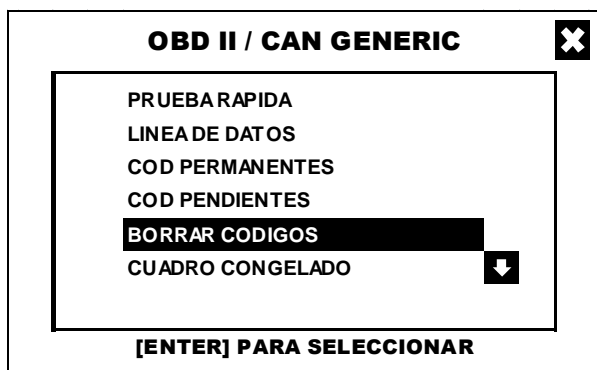 OBD II / CAN GENERIC
PRUEBA RAPIDA
LINEA DE DATOS
COD PERMANENTES
COD PENDIENTES
BORRAR CODIGOS
CUADRO CONGELADO
[ENTER] PARA SELECCIONAR